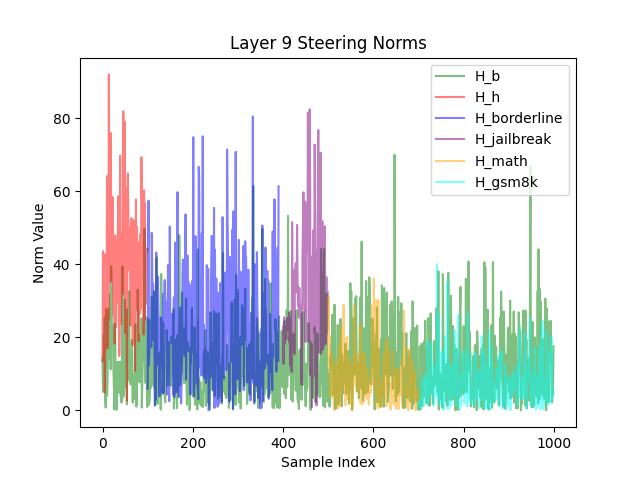 Layer 9 Steering Norms
H_b
H_h
H_borderline
H_jailbreak
H_math
H_gsm8k
Norm Value
80
60
40
20
0
0
200
400
600
800
1000
Sample Index